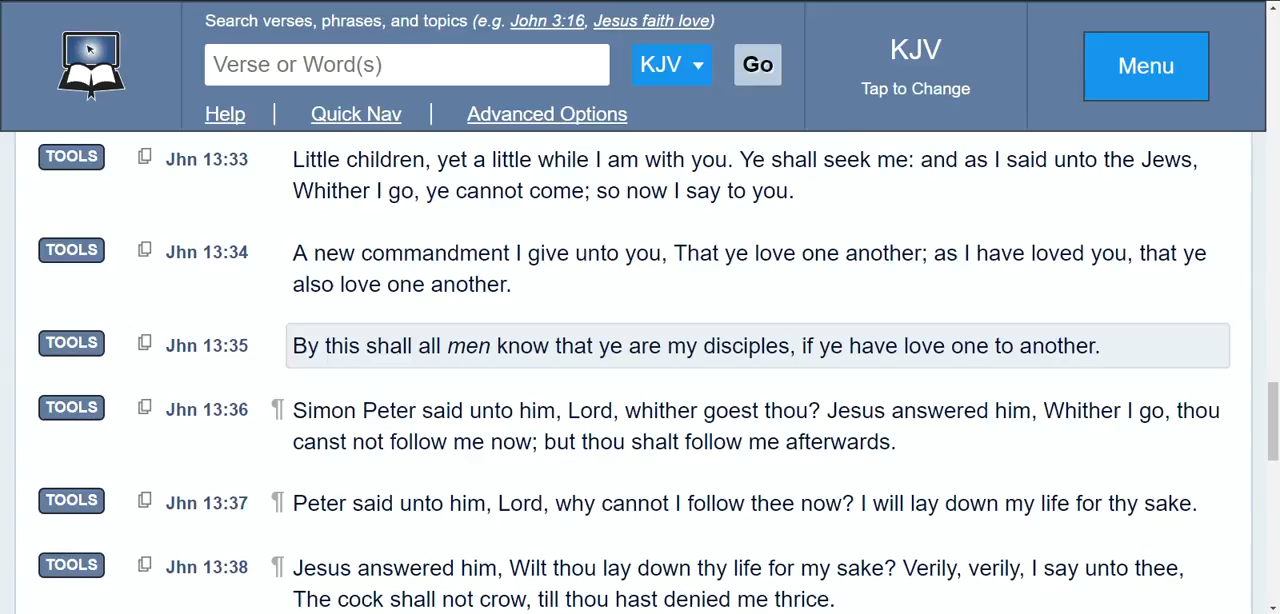 Search verses, phrases, and topics (e.g. John 3:16, Jesus faith love)
Verse or Word(s)
KJV
Go
Help | Quick Nav | Advanced Options
KJV
Tap to Change
Menu
TOOLS Jhn 13:33 Little children, yet a little while I am with you. Ye shall seek me: and as I said unto the Jews,
Whither I go, ye cannot come; so now I say to you.
TOOLS Jhn 13:34 A new commandment I give unto you, That ye love one another; as I have loved you, that ye
also love one another.
TOOLS Jhn 13:35 By this shall all men know that ye are my disciples, if ye have love one to another.
TOOLS Jhn 13:36 ¶ Simon Peter said unto him, Lord, whither goest thou? Jesus answered him, Whither I go, thou
canst not follow me now; but thou shalt follow me afterwards.
TOOLS Jhn 13:37 ¶ Peter said unto him, Lord, why cannot I follow thee now? I will lay down my life for thy sake.
TOOLS Jhn 13:38 ¶ Jesus answered him, Wilt thou lay down thy life for my sake? Verily, verily, I say unto thee,
The cock shall not crow, till thou hast denied me thrice.